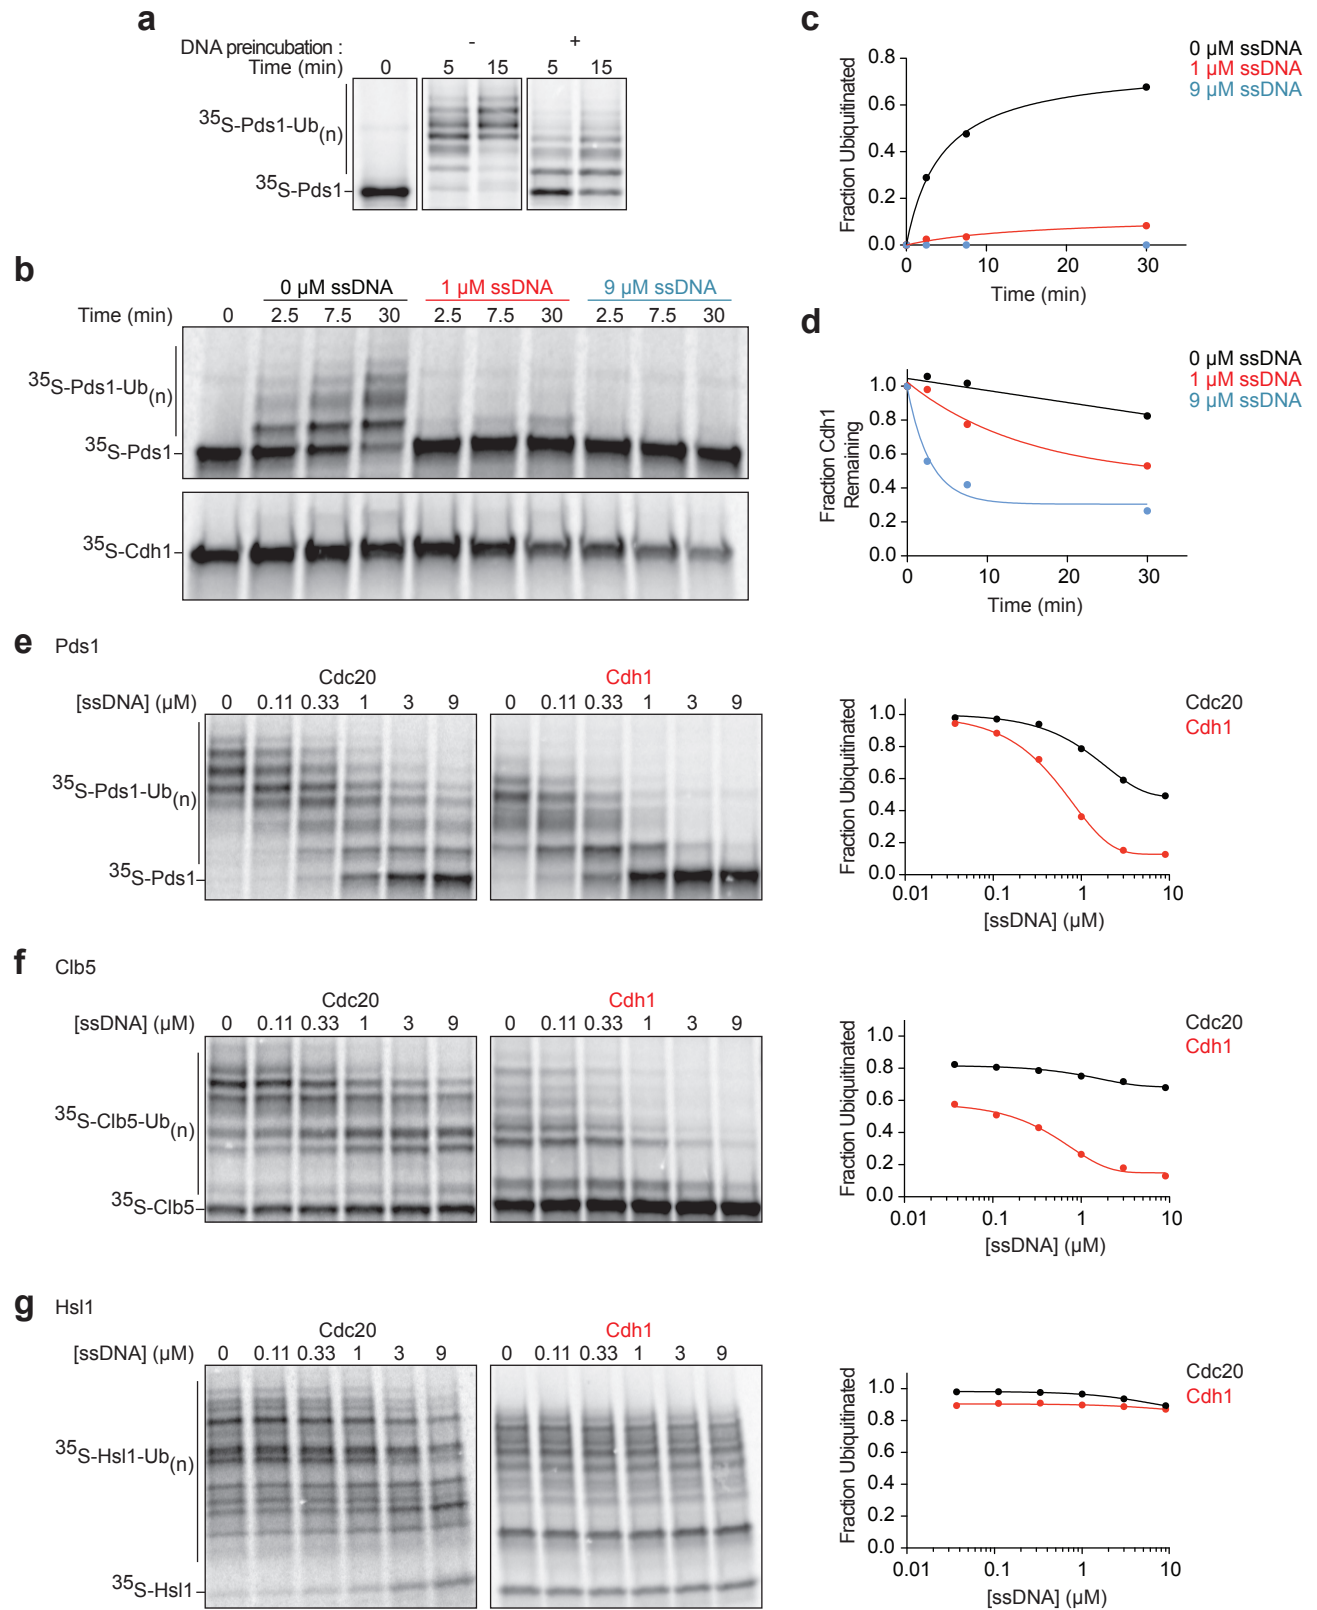 a
DNA preincubation : - +
Time (min) 0 5 15 5 15
35S-Pds1-Ub(n)
35S-Pds1
b
0 µM ssDNA 1 µM ssDNA 9 µM ssDNA
Time (min) 0 2.5 7.5 30 2.5 7.5 30 2.5 7.5 30
35S-Pds1-Ub(n)
35S-Pds1
35S-Cdh1
c
0 µM ssDNA
1 µM ssDNA
9 µM ssDNA
Fraction Ubiquitinated
0.8
0.6
0.4
0.2
0.0
0 10 20 30
Time (min)
d
0 µM ssDNA
1 µM ssDNA
9 µM ssDNA
Fraction Cdh1
Remaining
1.0
0.8
0.6
0.4
0.2
0.0
0 10 20 30
Time (min)
e Pds1
Cdc20 Cdh1
[ssDNA] (µM) 0 0.11 0.33 1 3 9 0 0.11 0.33 1 3 9
35S-Pds1-Ub(n)
35S-Pds1
Cdc20
Cdh1
Fraction Ubiquitinated
1.0
0.8
0.6
0.4
0.2
0.0
0.01 0.1 1 10
[ssDNA] (µM)
f Clb5
Cdc20 Cdh1
[ssDNA] (µM) 0 0.11 0.33 1 3 9 0 0.11 0.33 1 3 9
35S-Clb5-Ub(n)
35S-Clb5
Cdc20
Cdh1
Fraction Ubiquitinated
1.0
0.8
0.6
0.4
0.2
0.0
0.01 0.1 1 10
[ssDNA] (µM)
g Hsl1
Cdc20 Cdh1
[ssDNA] (µM) 0 0.11 0.33 1 3 9 0 0.11 0.33 1 3 9
35S-Hsl1-Ub(n)
35S-Hsl1
Cdc20
Cdh1
Fraction Ubiquitinated
1.0
0.8
0.6
0.4
0.2
0.0
0.01 0.1 1 10
[ssDNA] (µM)